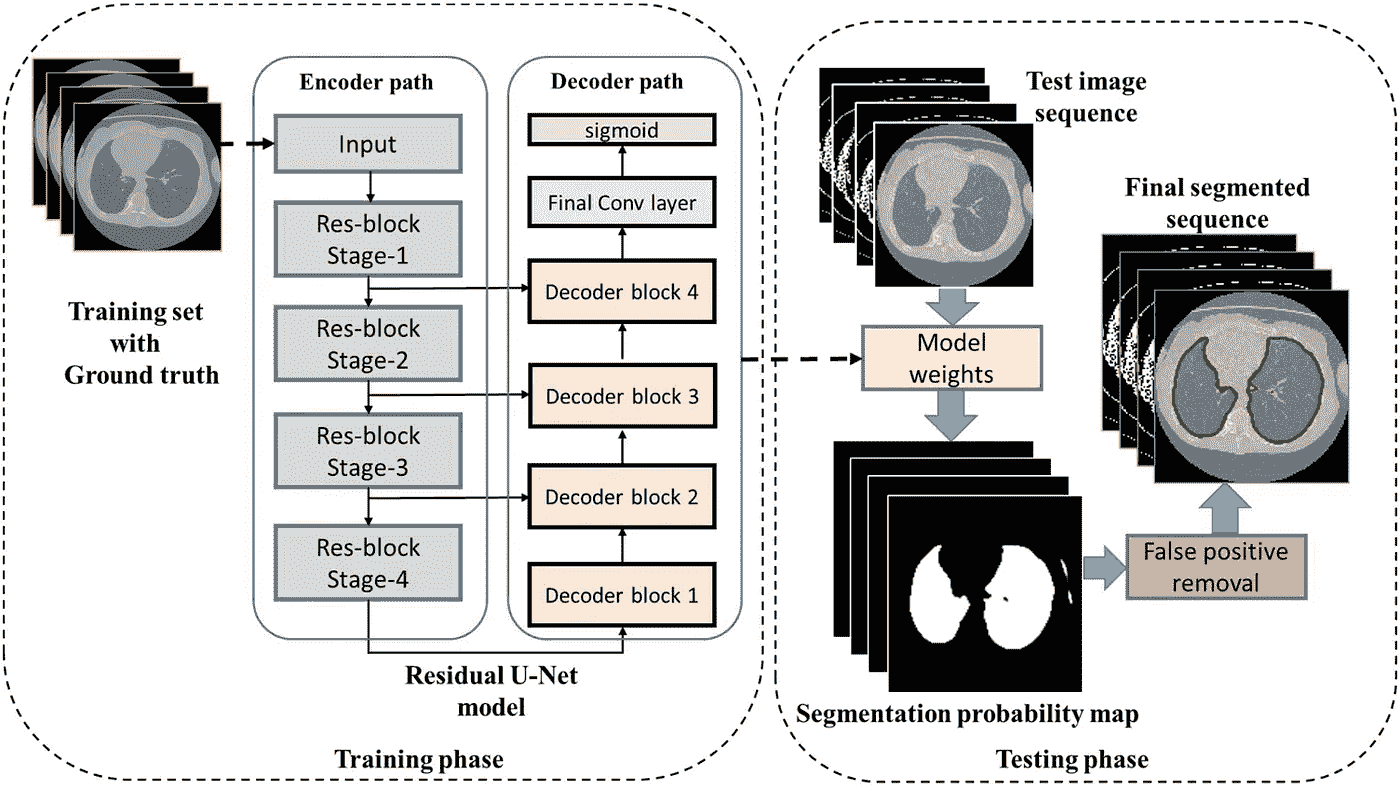 Encoder path
Input
Res-block
Stage-1
Res-block
Stage-2
Res-block
Stage-3
Res-block
Stage-4
Decoder path
sigmoid
Final Conv layer
Decoder block 4
Decoder block 3
Decoder block 2
Decoder block 1
Training set
with
Ground truth
Residual U-Net
model
Training phase
Test image
sequence
Model
weights
Segmentation probability map
False positive
removal
Final segmented
sequence
Testing phase